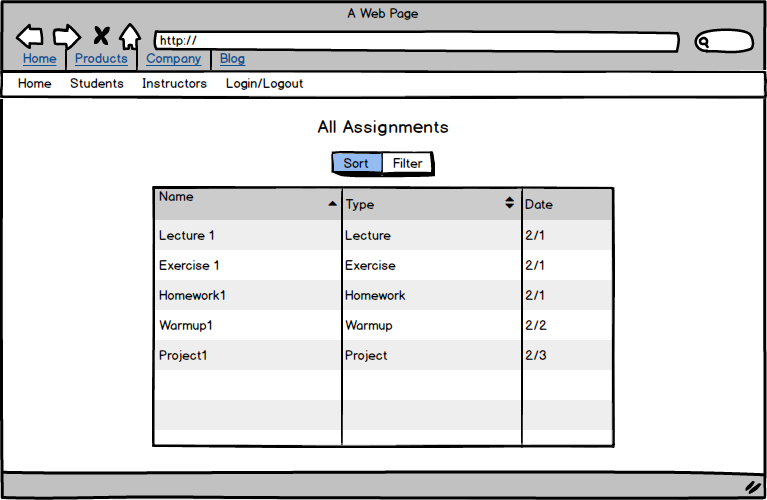 A Web Page
http://
Home Products Company Blog
Home Students Instructors Login/Logout
All Assignments
Sort Filter
Name Type Date
Lecture 1 Lecture 2/1
Exercise 1 Exercise 2/1
Homework1 Homework 2/1
Warmup1 Warmup 2/2
Project1 Project 2/3